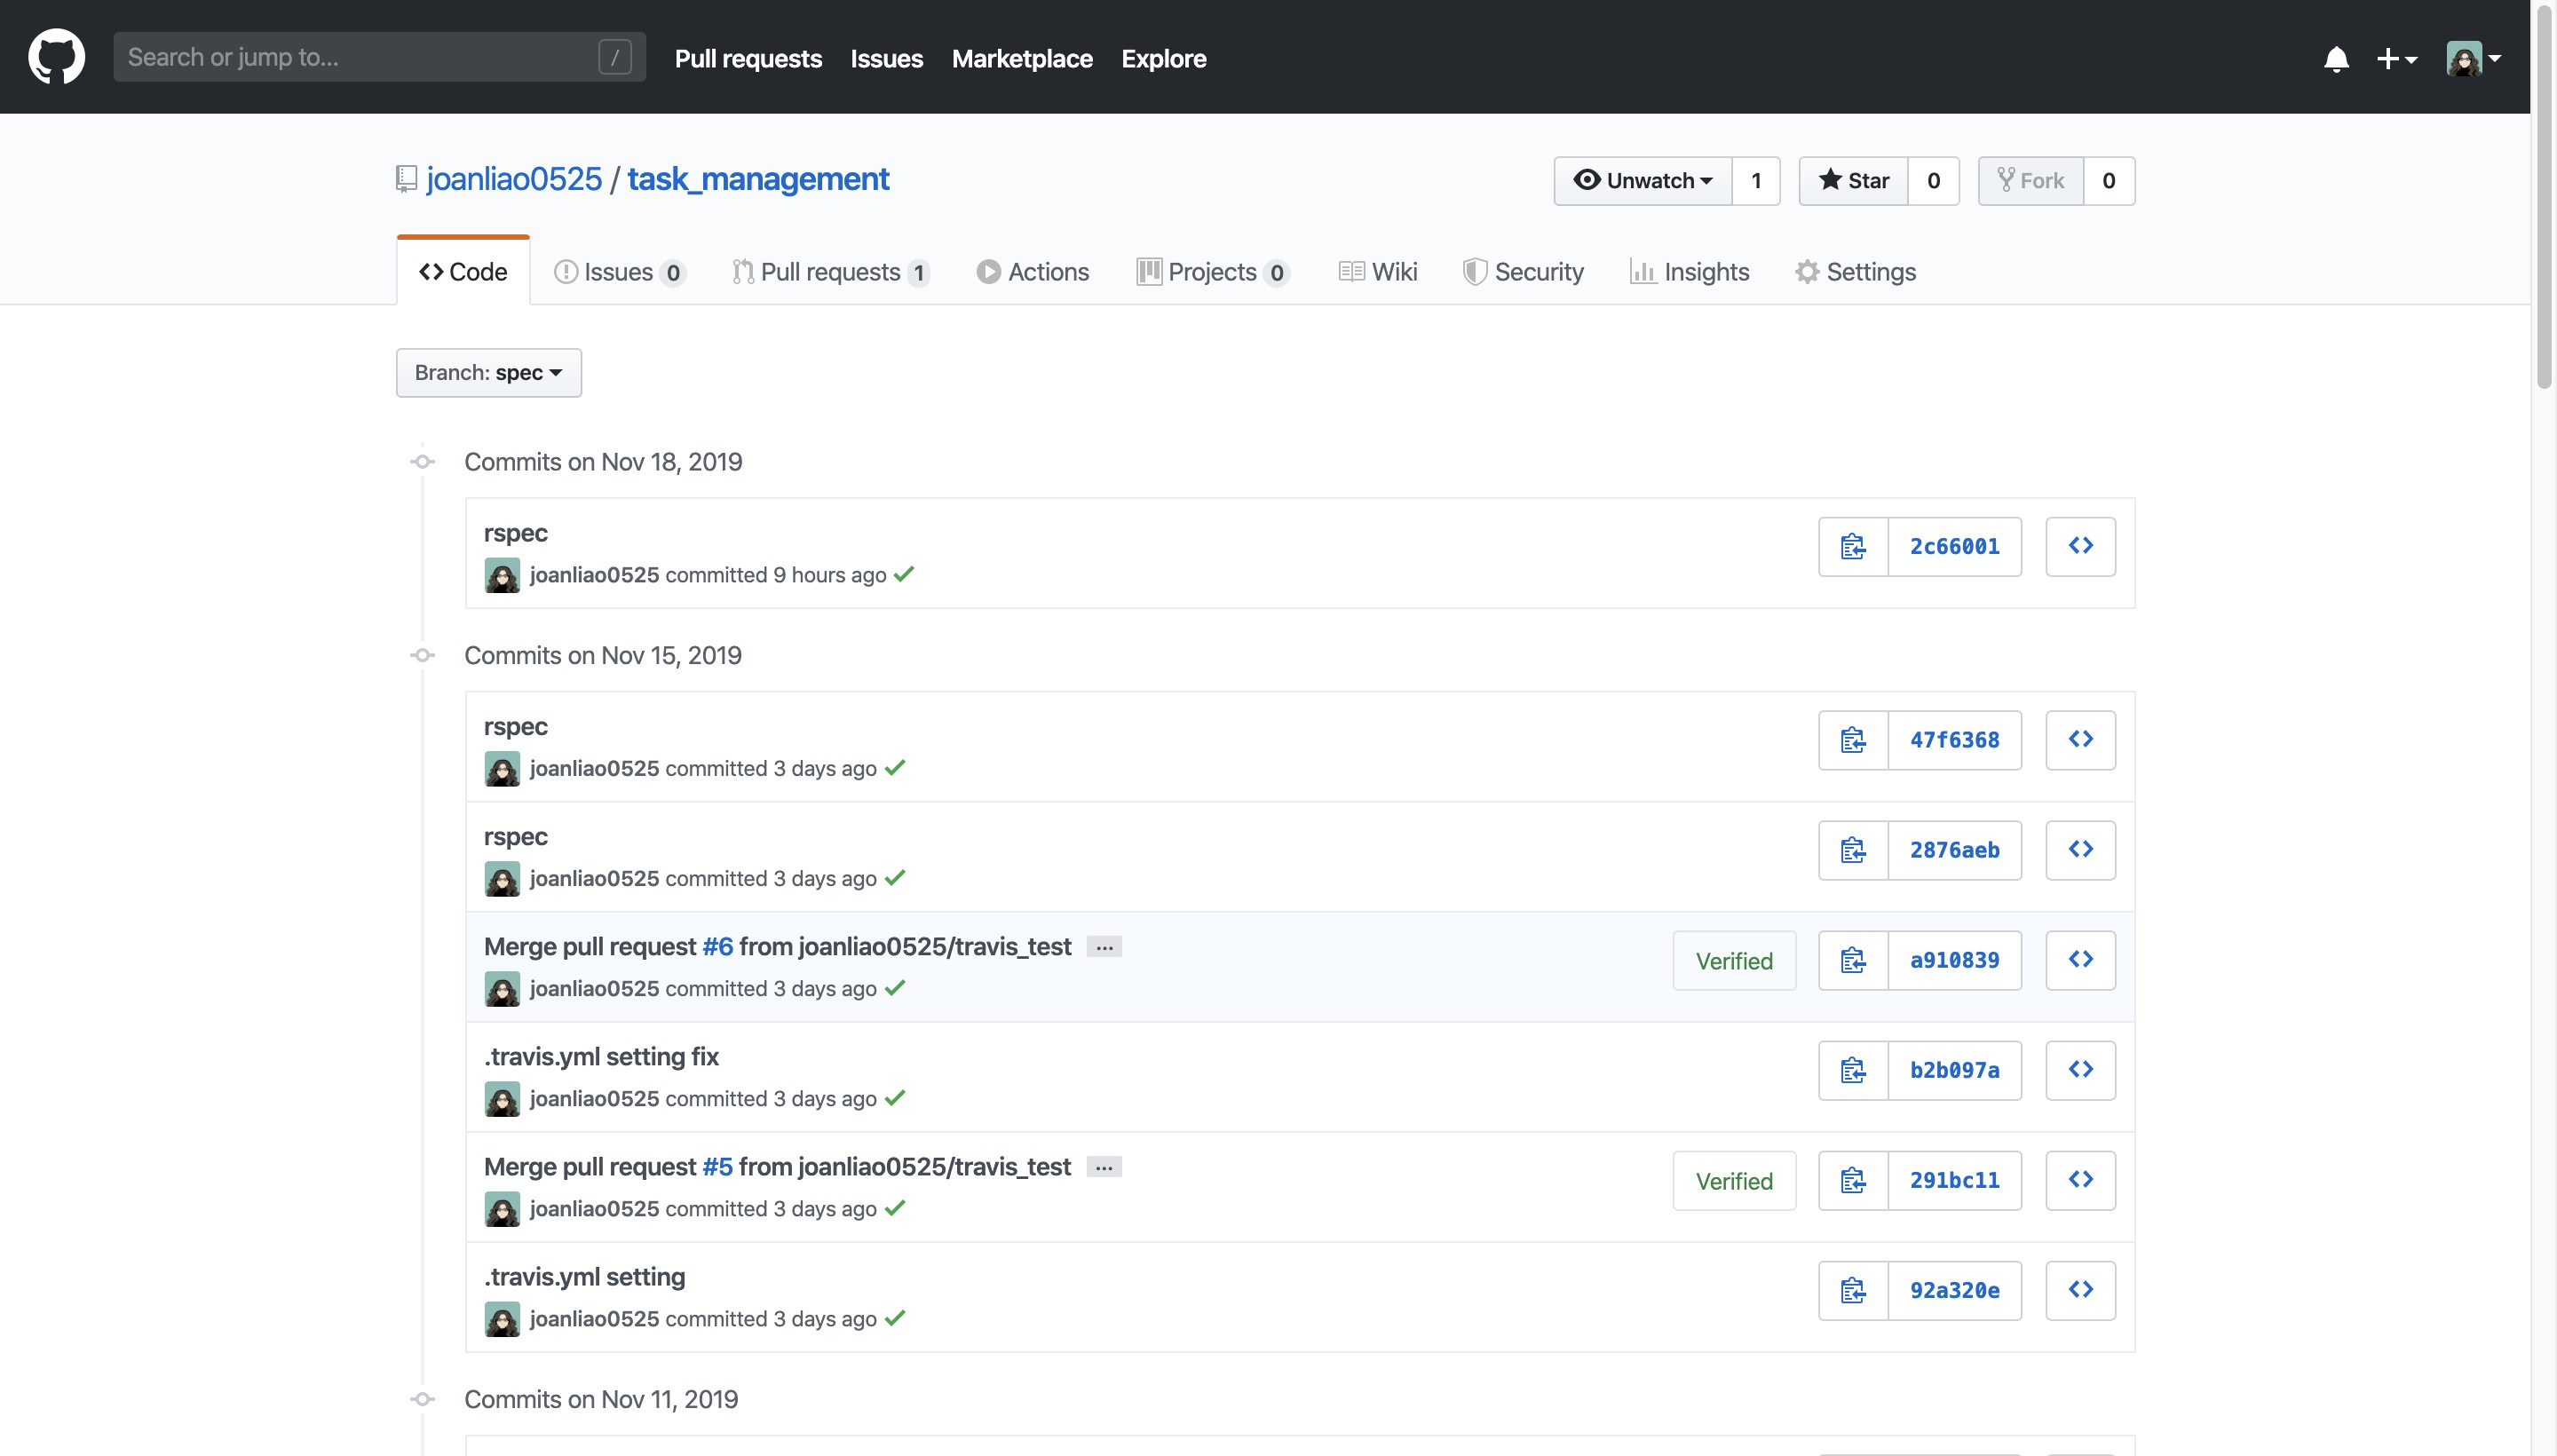 Search or jump to... /
Pull requests Issues Marketplace Explore
joanliao0525 / task_management
Unwatch 1 Star 0 Fork 0
Code Issues 0 Pull requests 1 Actions Projects 0 Wiki Security Insights Settings
Branch: spec
Commits on Nov 18, 2019
rspec
joanliao0525 committed 9 hours ago
2c66001
Commits on Nov 15, 2019
rspec
joanliao0525 committed 3 days ago
47f6368
rspec
joanliao0525 committed 3 days ago
2876aeb
Merge pull request #6 from joanliao0525/travis_test ...
joanliao0525 committed 3 days ago
Verified a910839
.travis.yml setting fix
joanliao0525 committed 3 days ago
b2b097a
Merge pull request #5 from joanliao0525/travis_test ...
joanliao0525 committed 3 days ago
Verified 291bc11
.travis.yml setting
joanliao0525 committed 3 days ago
92a320e
Commits on Nov 11, 2019